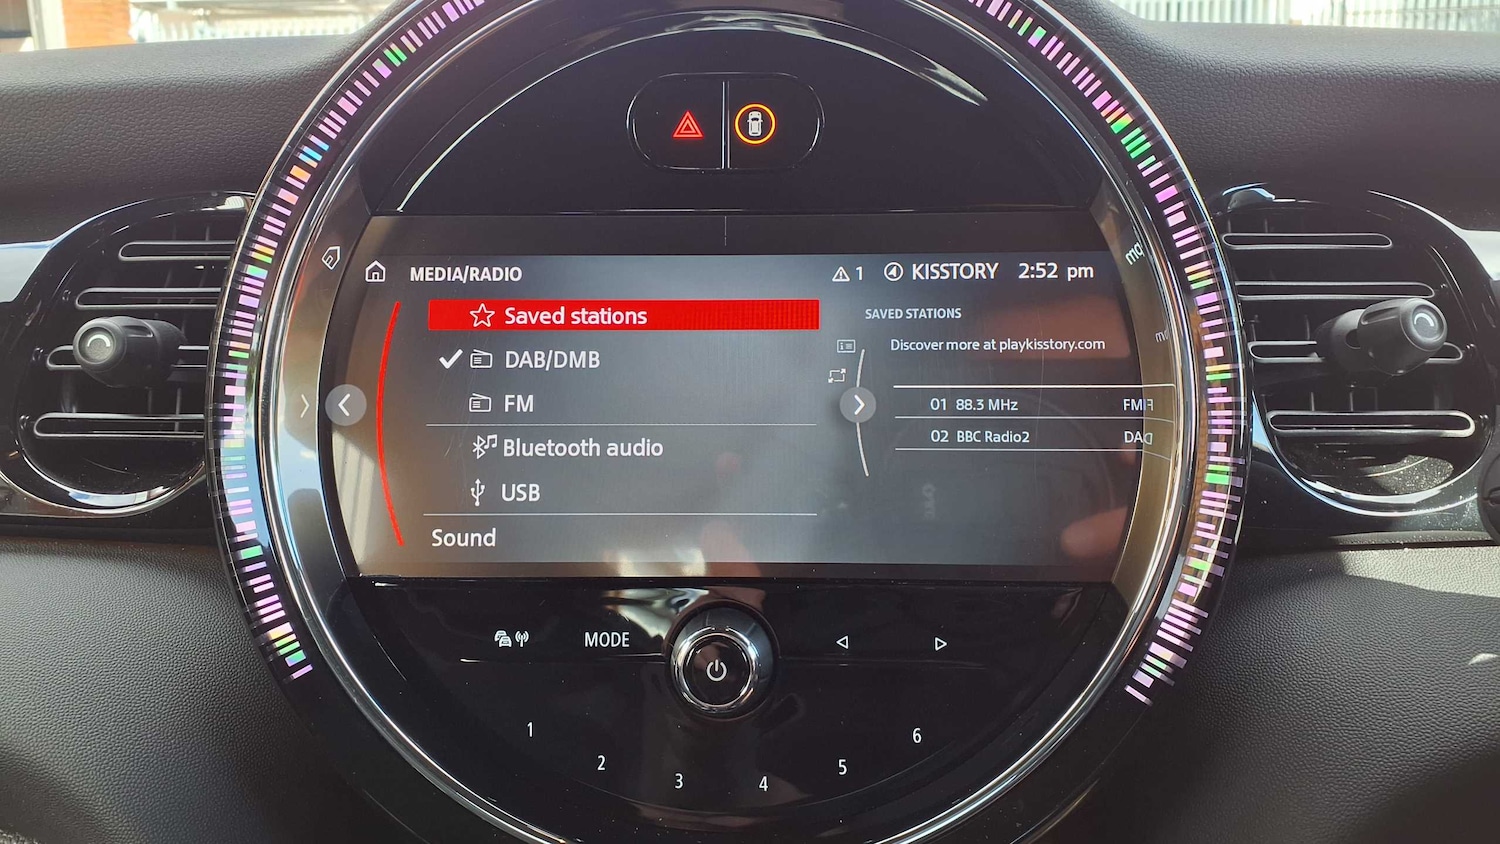 MEDIA/RADIO
1 KISSTORY 2:52 pm
Saved stations
DAB/DMB
FM
Bluetooth audio
USB
Sound
SAVED STATIONS
Discover more at playkisstory.com
01 88.3 MHz FM
02 BBC Radio2 DA
MODE
1
2
3
4
5
6